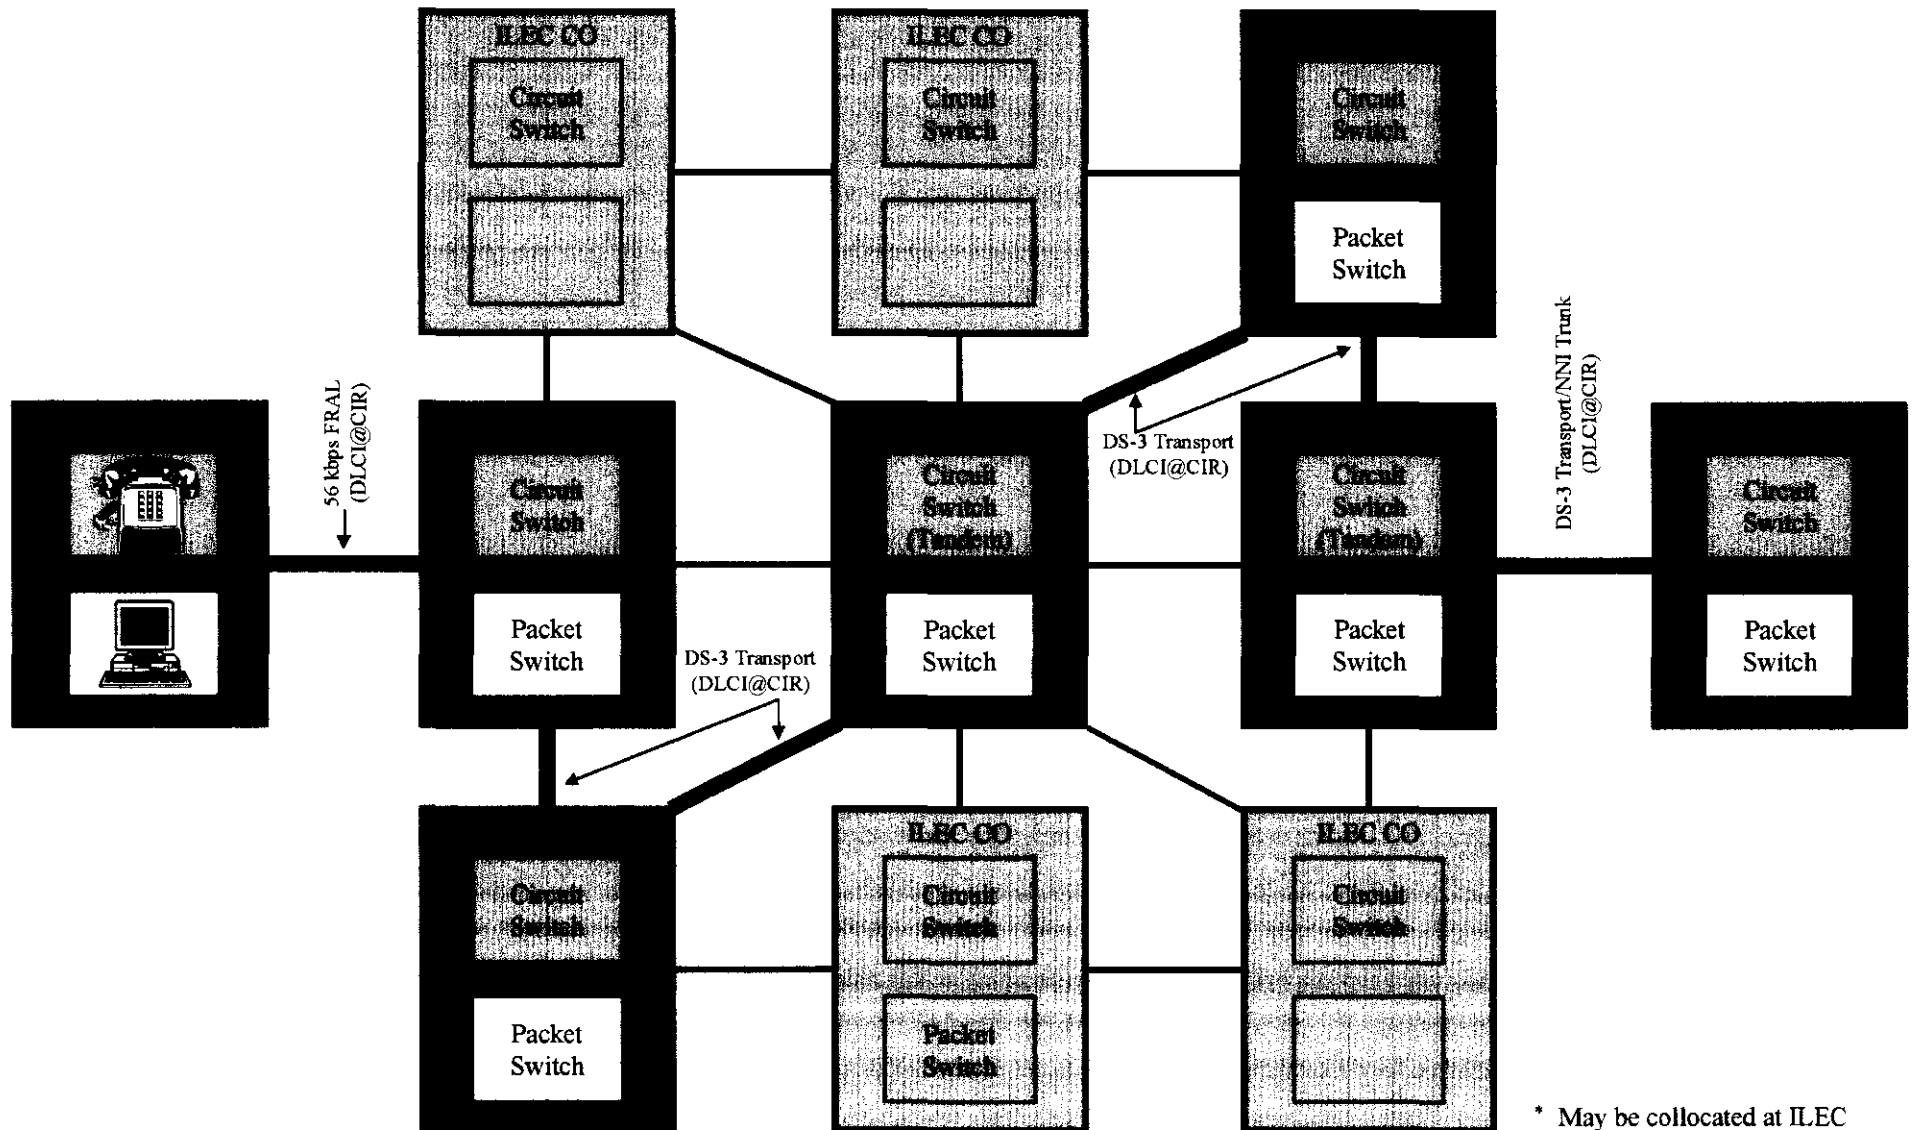 ILEC CO
Circuit
Switch
ILEC CO
Circuit
Switch
Circuit
Switch
Packet
Switch
56 kbps FRAL
(DLCI@CIR)
Circuit
Switch
Packet
Switch
DS-3 Transport
(DLCI@CIR)
Circuit
Switch
(Tandem)
Packet
Switch
DS-3 Transport
(DLCI@CIR)
Circuit
Switch
(Tandem)
Packet
Switch
DS-3 Transport/NNI Trunk
(DLCI@CIR)
Circuit
Switch
Packet
Switch
Circuit
Switch
Packet
Switch
ILEC CO
Circuit
Switch
Packet
Switch
ILEC CO
Circuit
Switch
* May be collocated at ILEC